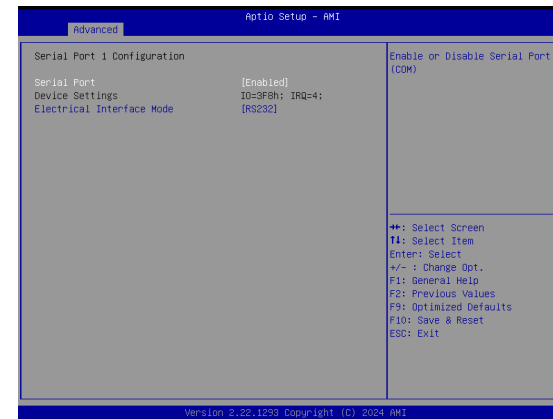 Aptio Setup - AMI
Advanced
Serial Port 1 Configuration
Serial Port [Enabled]
Device Settings IO=3F8h; IRQ=4;
Electrical Interface Mode [RS232]
Enable or Disable Serial Port
(COM)
→←: Select Screen
↑↓: Select Item
Enter: Select
+/- : Change Opt.
F1: General Help
F2: Previous Values
F9: Optimized Defaults
F10: Save & Reset
ESC: Exit
Version 2.22.1293 Copyright (C) 2024 AMI